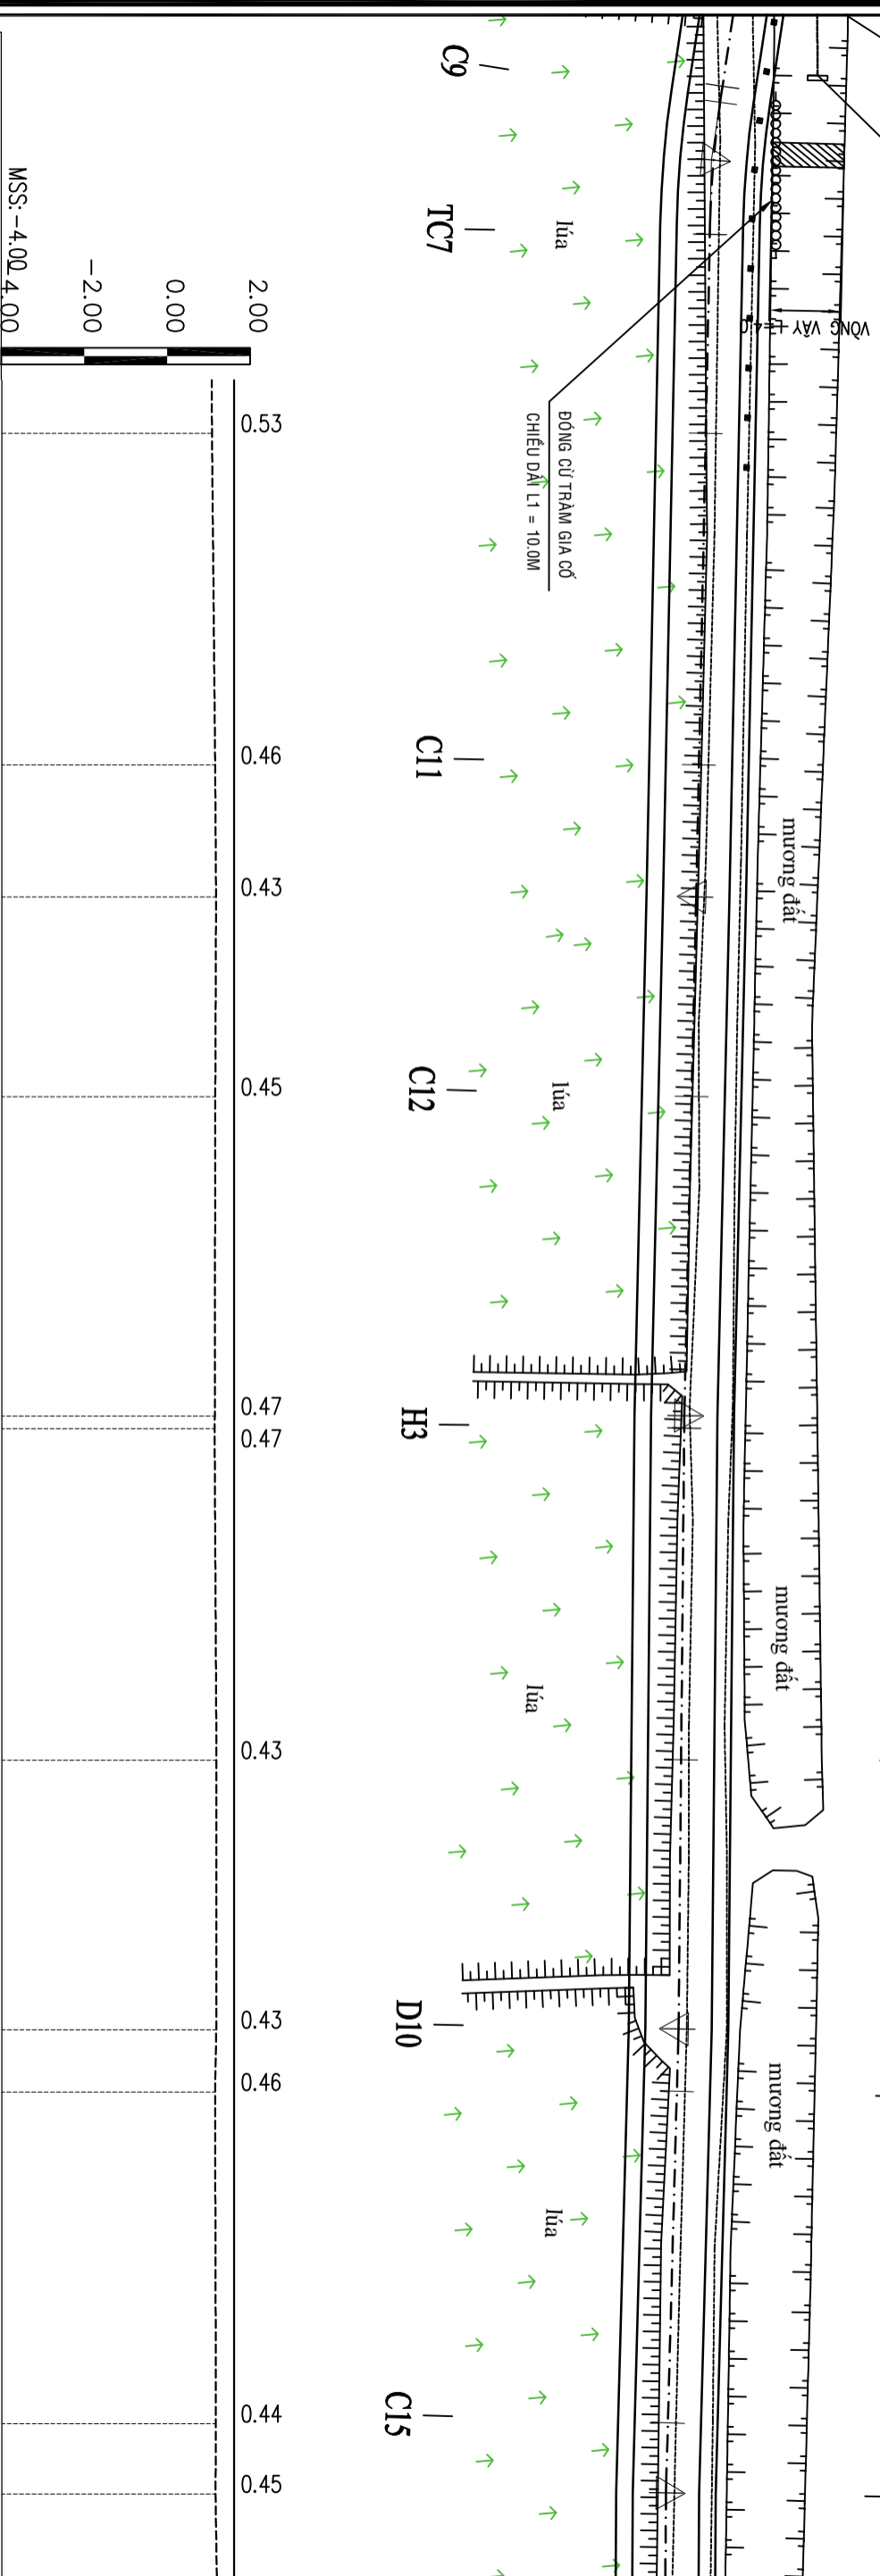 C9
TC7
lúa
VÒNG VÂY L=4.0
ĐÓNG CỪ TRÀM GIA CỐ
CHIỀU DÀI L1 = 10.0M
C11
mương đất
C12
lúa
H3
mương đất
lúa
D10
mương đất
lúa
C15
2.00
0.00
-2.00
-4.00
MSS:-4.00
0.53
0.46
0.43
0.45
0.47
0.47
0.43
0.43
0.46
0.44
0.45